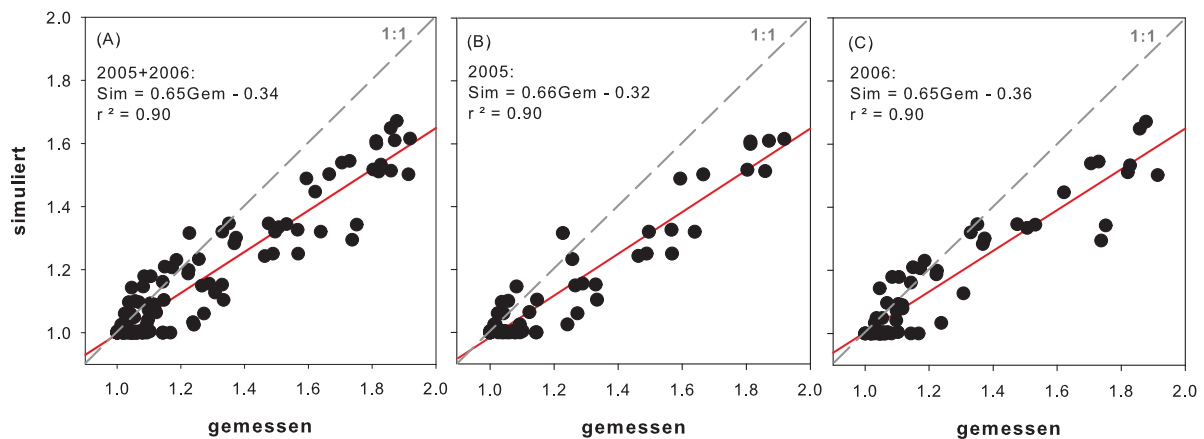 2.0
1.8
1.6
1.4
1.2
1.0
simuliert
(A)
1:1
2005+2006:
Sim = 0.65Gem - 0.34
r ² = 0.90
1.0 1.2 1.4 1.6 1.8 2.0
gemessen
(B)
1:1
2005:
Sim = 0.66Gem - 0.32
r ² = 0.90
1.0 1.2 1.4 1.6 1.8 2.0
gemessen
(C)
1:1
2006:
Sim = 0.65Gem - 0.36
r ² = 0.90
1.0 1.2 1.4 1.6 1.8 2.0
gemessen